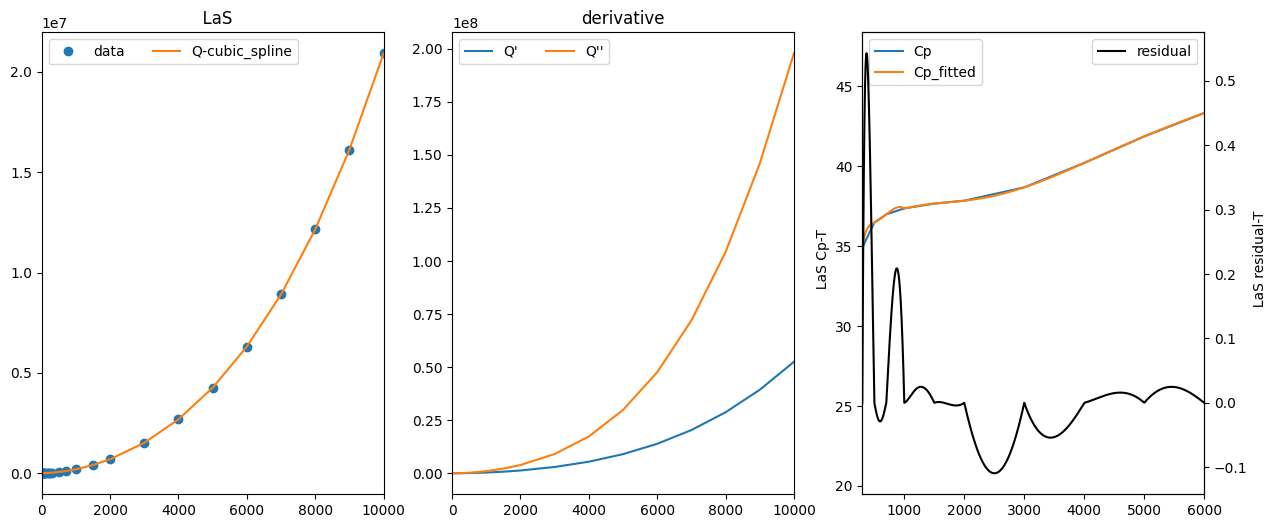 LaS
1e7
data
Q-cubic_spline
2.0
1.5
1.0
0.5
0.0
0 2000 4000 6000 8000 10000
derivative
1e8
Q' Q''
2.00
1.75
1.50
1.25
1.00
0.75
0.50
0.25
0.00
0 2000 4000 6000 8000 10000
Cp
Cp_fitted
residual
LaS Cp-T
45
40
35
30
25
20
1000 2000 3000 4000 5000 6000
0.5
0.4
0.3
0.2
0.1
0.0
−0.1
LaS residual-T